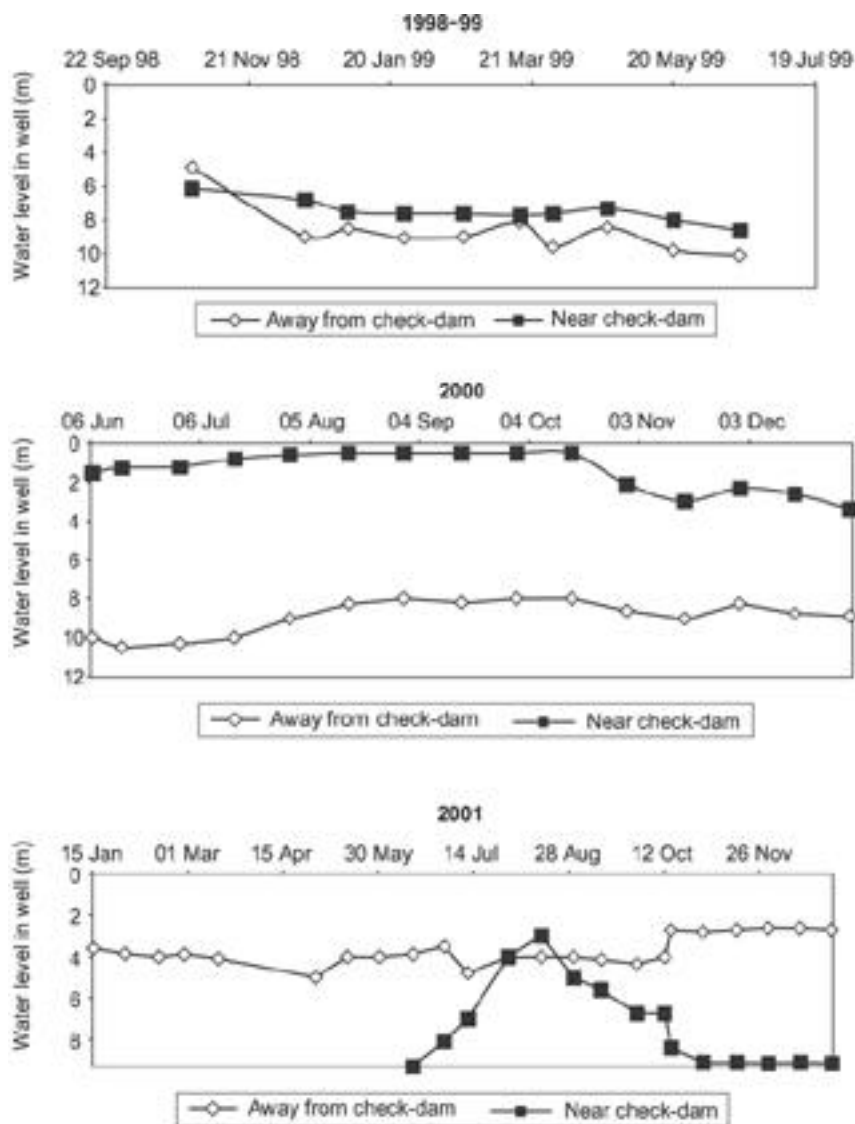 1998-99
22 Sep 98 21 Nov 98 20 Jan 99 21 Mar 99 20 May 99 19 Jul 99
Water level in well (m)
0
2
4
6
8
10
12
Away from check-dam Near check-dam
2000
06 Jun 06 Jul 05 Aug 04 Sep 04 Oct 03 Nov 03 Dec
Water level in well (m)
0
2
4
6
8
10
12
Away from check-dam Near check-dam
2001
15 Jan 01 Mar 15 Apr 30 May 14 Jul 28 Aug 12 Oct 26 Nov
Water level in well (m)
0
2
4
6
8
Away from check-dam Near check-dam